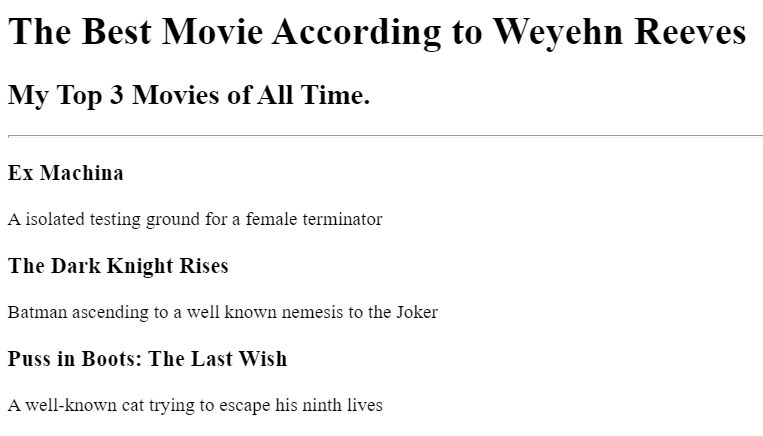 The Best Movie According to Weyehn Reeves
My Top 3 Movies of All Time.
Ex Machina
A isolated testing ground for a female terminator
The Dark Knight Rises
Batman ascending to a well known nemesis to the Joker
Puss in Boots: The Last Wish
A well-known cat trying to escape his ninth lives